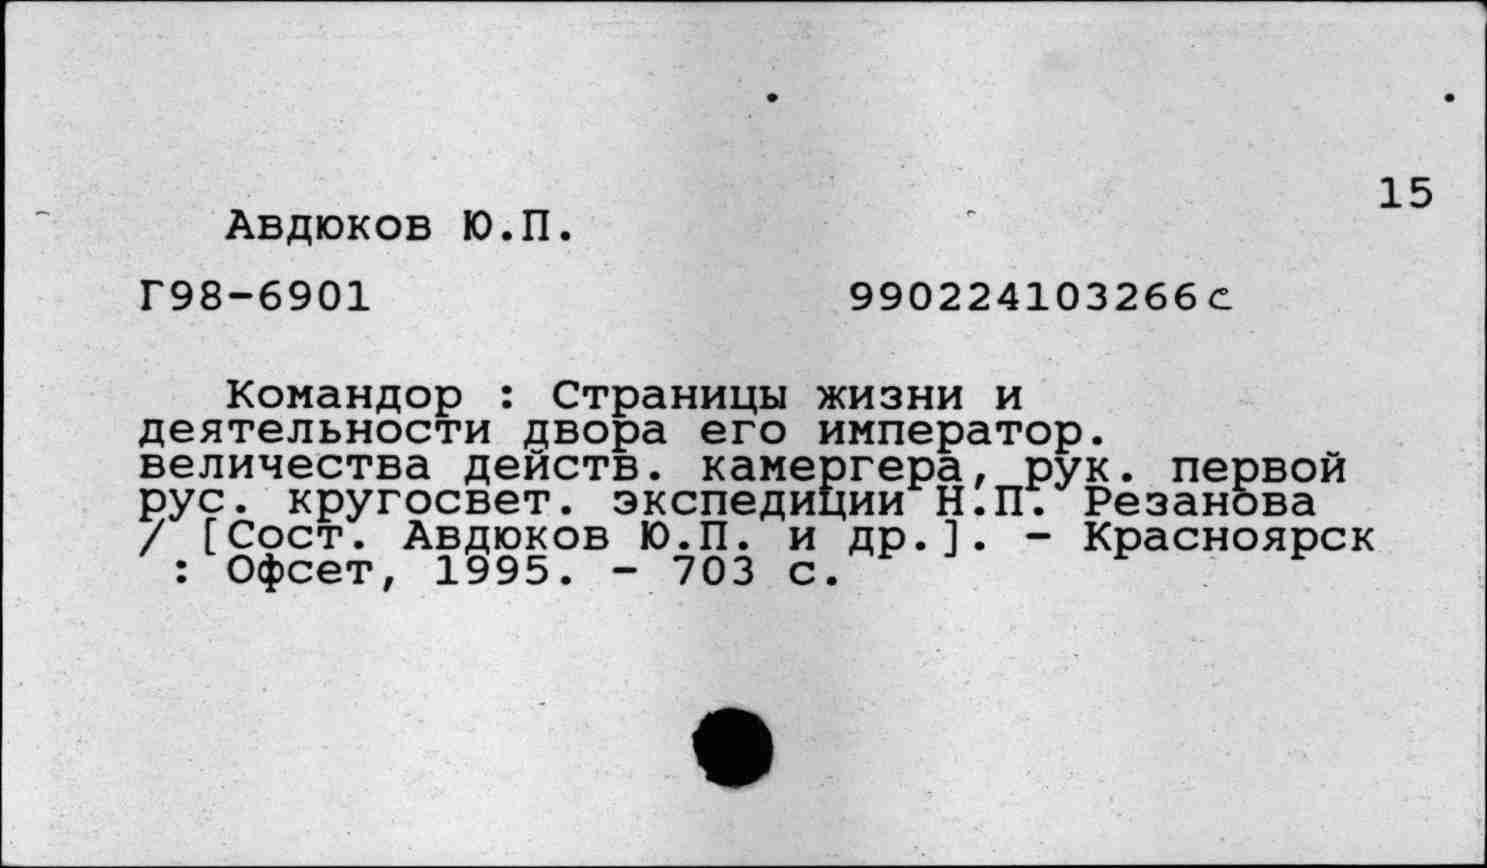 15
Авдюков Ю.П.
Г98-6901 990224103266с
Командор : Страницы жизни и
деятельности двора его император.
величества действ. камергера, рук. первой
рус. кругосвет. экспедиции Н.П. Резанова
/ [Сост. Авдюков Ю.П. и др.]. - Красноярск
: Офсет, 1995. - 703 с.